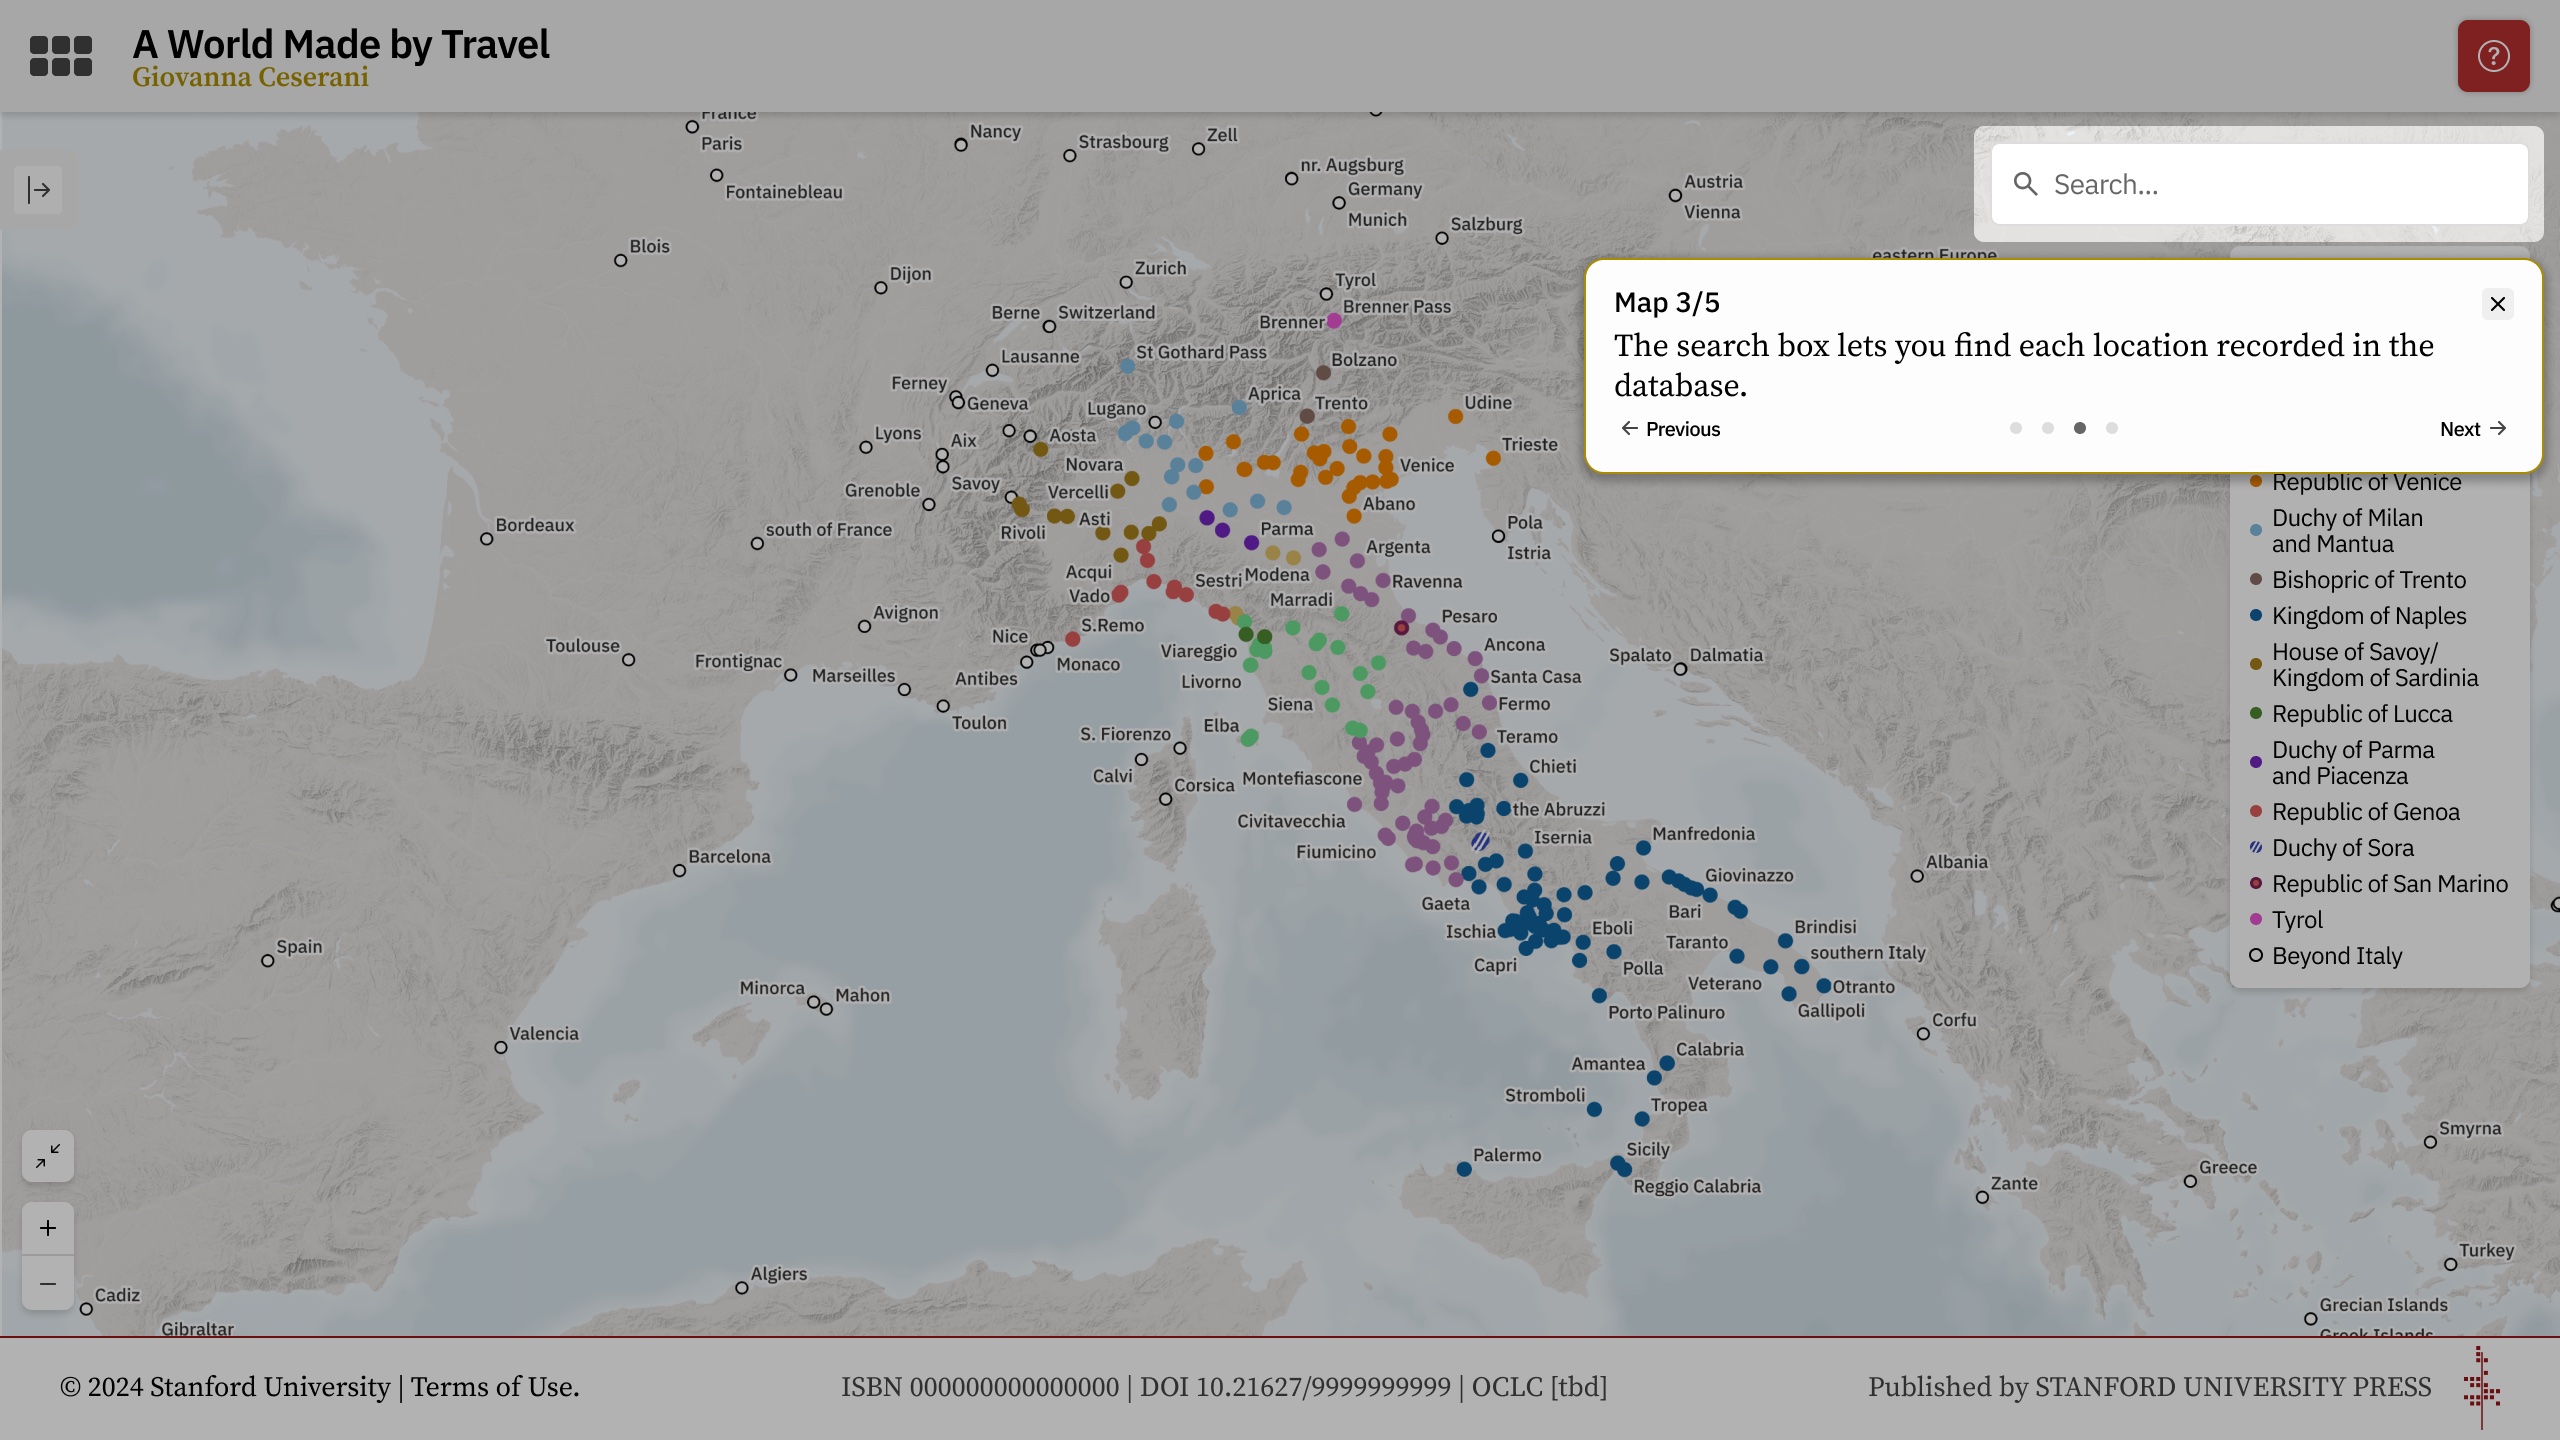 A World Made by Travel
Giovanna Ceserani
Search...
Map 3/5
The search box lets you find each location recorded in the
database.
Previous
Next
Republic of Venice
Duchy of Milan
and Mantua
Bishopric of Trento
Kingdom of Naples
House of Savoy/
Kingdom of Sardinia
Republic of Lucca
Duchy of Parma
and Piacenza
Republic of Genoa
Duchy of Sora
Republic of San Marino
Tyrol
Beyond Italy
France
Paris
Fontainebleau
Nancy
Strasbourg
Zell
nr. Augsburg
Germany
Munich
Salzburg
Austria
Vienna
eastern Europe
Blois
Dijon
Zurich
Berne
Switzerland
Tyrol
Brenner Pass
Brenner
Lausanne
St Gothard Pass
Bolzano
Ferney
Geneva
Aprica
Lugano
Trento
Udine
Lyons
Aix
Aosta
Trieste
Novara
Venice
Grenoble
Savoy
Vercelli
Abano
Bordeaux
south of France
Rivoli
Asti
Parma
Pola
Istria
Argenta
Acqui
Sestri
Modena
Ravenna
Vado
Marradi
Avignon
S.Remo
Pesaro
Toulouse
Nice
Ancona
Frontignac
Marseilles
Antibes
Monaco
Viareggio
Spalato
Dalmatia
Livorno
Santa Casa
Toulon
Siena
Fermo
S. Fiorenzo
Elba
Teramo
Calvi
Corsica
Montefiascone
Chieti
Civitavecchia
the Abruzzi
Fiumicino
Isernia
Manfredonia
Barcelona
Giovinazzo
Albania
Gaeta
Bari
Ischia
Eboli
Brindisi
Taranto
southern Italy
Spain
Capri
Polla
Veterano
Otranto
Minorca
Mahon
Porto Palinuro
Gallipoli
Valencia
Corfu
Calabria
Amantea
Stromboli
Tropea
Smyrna
Palermo
Sicily
Greece
Reggio Calabria
Zante
Turkey
Algiers
Cadiz
Gibraltar
Grecian Islands
Greek Islands
© 2024 Stanford University | Terms of Use.
ISBN 000000000000000 | DOI 10.21627/9999999999 | OCLC [tbd]
Published by STANFORD UNIVERSITY PRESS